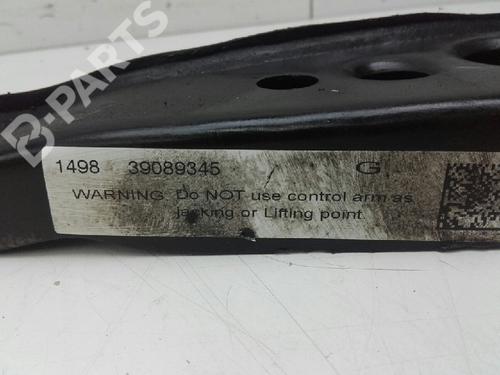 B-PARTS
1498 39089345 G
WARNING: Do NOT use control arm as
jacking or Lifting point